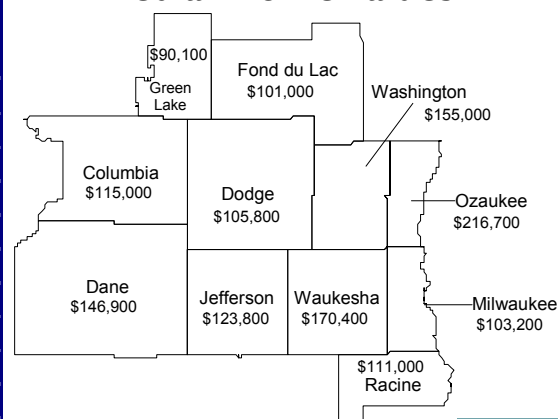 $90,100
Green
Lake
Fond du Lac
$101,000
Washington
$155,000
Columbia
$115,000
Dodge
$105,800
Ozaukee
$216,700
Dane
$146,900
Jefferson
$123,800
Waukesha
$170,400
Milwaukee
$103,200
$111,000
Racine